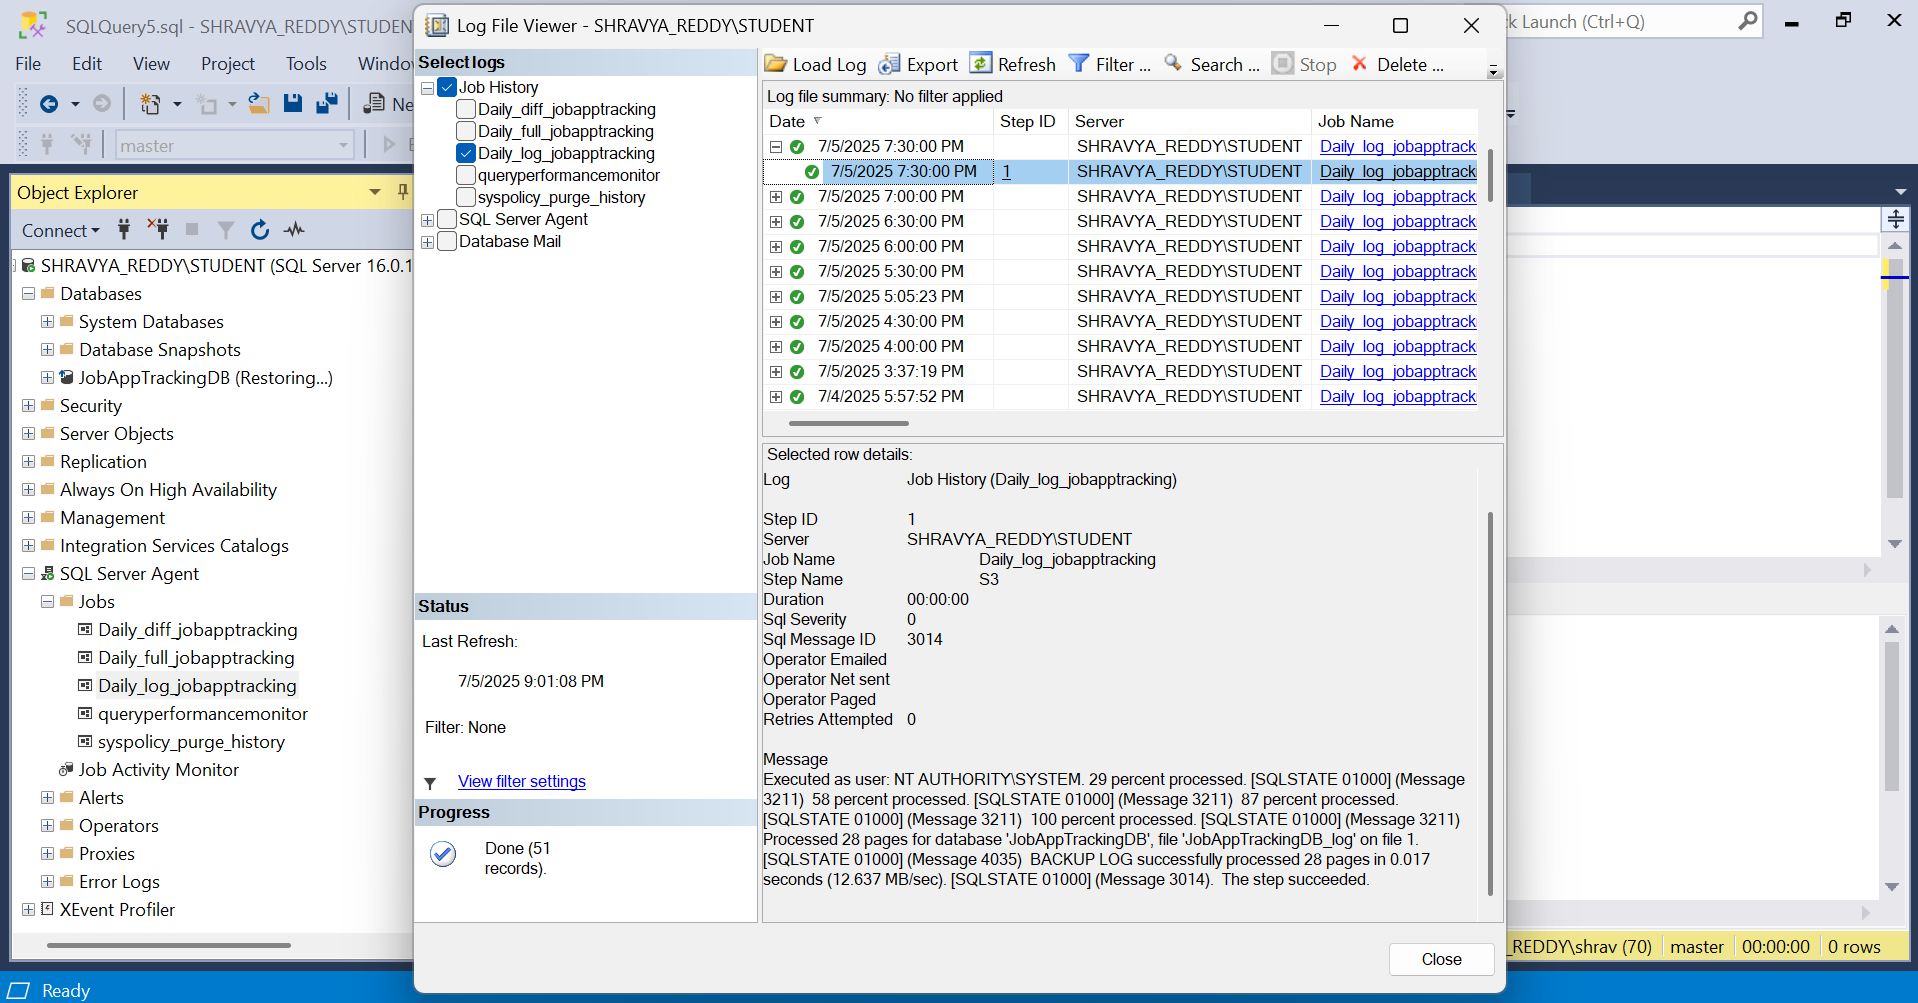 SQLQuery5.sql - SHRAVYA_REDDY\STUDEN
File Edit View Project Tools Windo
Ne
master
Object Explorer
Connect
SHRAVYA_REDDY\STUDENT (SQL Server 16.0.1
Databases
System Databases
Database Snapshots
JobAppTrackingDB (Restoring...)
Security
Server Objects
Replication
Always On High Availability
Management
Integration Services Catalogs
SQL Server Agent
Jobs
Daily_diff_jobapptracking
Daily_full_jobapptracking
Daily_log_jobapptracking
queryperformancemonitor
syspolicy_purge_history
Job Activity Monitor
Alerts
Operators
Proxies
Error Logs
XEvent Profiler
Ready
Log File Viewer - SHRAVYA_REDDY\STUDENT
Select logs
Job History
Daily_diff_jobapptracking
Daily_full_jobapptracking
Daily_log_jobapptracking
queryperformancemonitor
syspolicy_purge_history
SQL Server Agent
Database Mail
Status
Last Refresh:
7/5/2025 9:01:08 PM
Filter: None
View filter settings
Progress
Done (51
records).
Load Log Export Refresh Filter ... Search ... Stop Delete ...
Log file summary: No filter applied
Date Step ID Server Job Name
7/5/2025 7:30:00 PM SHRAVYA_REDDY\STUDENT Daily_log_jobapptrack
7/5/2025 7:30:00 PM 1 SHRAVYA_REDDY\STUDENT Daily_log_jobapptrack
7/5/2025 7:00:00 PM SHRAVYA_REDDY\STUDENT Daily_log_jobapptrack
7/5/2025 6:30:00 PM SHRAVYA_REDDY\STUDENT Daily_log_jobapptrack
7/5/2025 6:00:00 PM SHRAVYA_REDDY\STUDENT Daily_log_jobapptrack
7/5/2025 5:30:00 PM SHRAVYA_REDDY\STUDENT Daily_log_jobapptrack
7/5/2025 5:05:23 PM SHRAVYA_REDDY\STUDENT Daily_log_jobapptrack
7/5/2025 4:30:00 PM SHRAVYA_REDDY\STUDENT Daily_log_jobapptrack
7/5/2025 4:00:00 PM SHRAVYA_REDDY\STUDENT Daily_log_jobapptrack
7/5/2025 3:37:19 PM SHRAVYA_REDDY\STUDENT Daily_log_jobapptrack
7/4/2025 5:57:52 PM SHRAVYA_REDDY\STUDENT Daily_log_jobapptrack
Selected row details:
Log Job History (Daily_log_jobapptracking)
Step ID 1
Server SHRAVYA_REDDY\STUDENT
Job Name Daily_log_jobapptracking
Step Name S3
Duration 00:00:00
Sql Severity 0
Sql Message ID 3014
Operator Emailed
Operator Net sent
Operator Paged
Retries Attempted 0
Message
Executed as user: NT AUTHORITY\SYSTEM. 29 percent processed. [SQLSTATE 01000] (Message
3211)  58 percent processed. [SQLSTATE 01000] (Message 3211)  87 percent processed.
[SQLSTATE 01000] (Message 3211)  100 percent processed. [SQLSTATE 01000] (Message 3211)
Processed 28 pages for database 'JobAppTrackingDB', file 'JobAppTrackingDB_log' on file 1.
[SQLSTATE 01000] (Message 4035)  BACKUP LOG successfully processed 28 pages in 0.017
seconds (12.637 MB/sec). [SQLSTATE 01000] (Message 3014).  The step succeeded.
Close
k Launch (Ctrl+Q)
_REDDY\shrav (70) master 00:00:00 0 rows